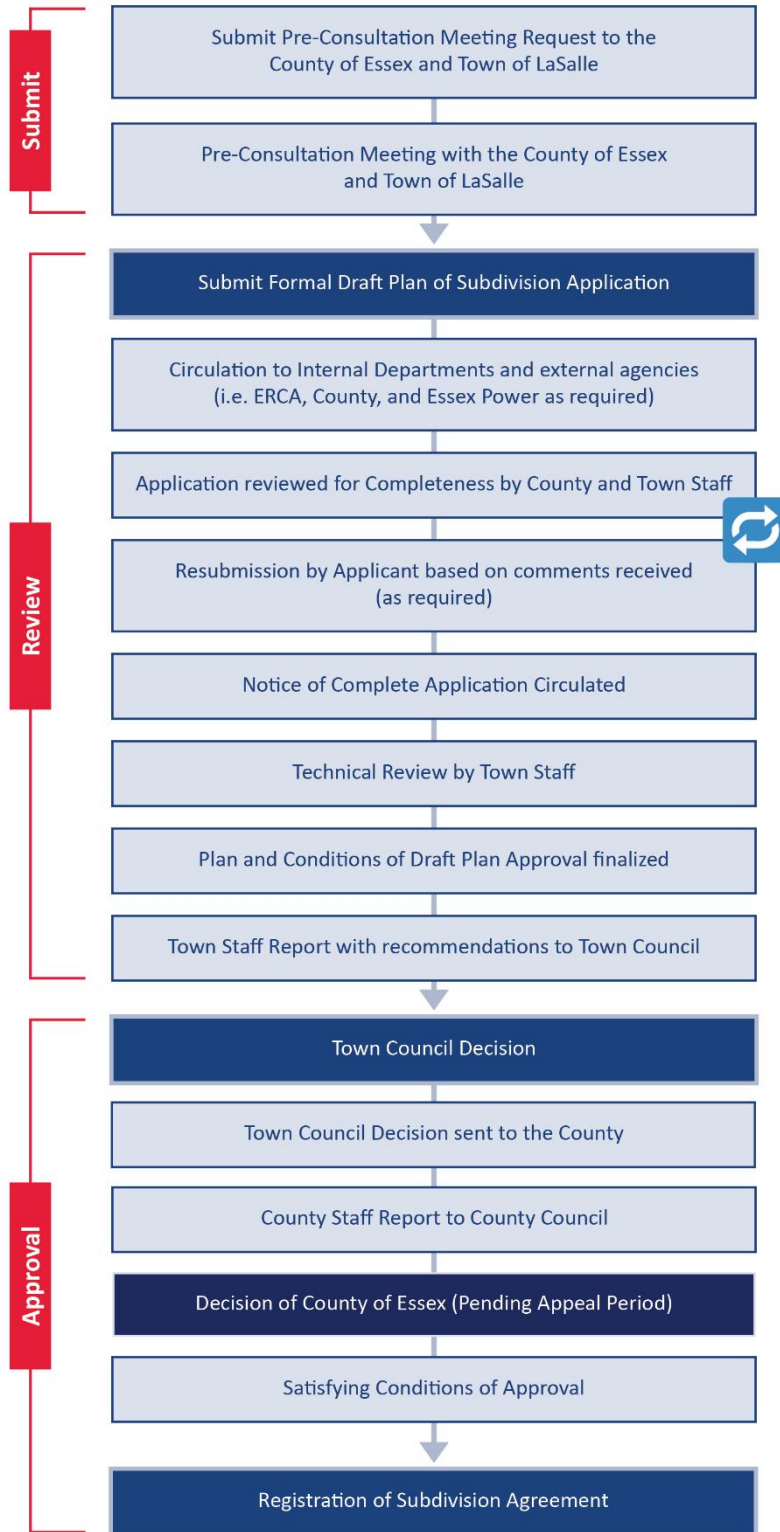 Submit
Submit Pre-Consultation Meeting Request to the
County of Essex and Town of LaSalle
Pre-Consultation Meeting with the County of Essex
and Town of LaSalle
Review
Submit Formal Draft Plan of Subdivision Application
Circulation to Internal Departments and external agencies
(i.e. ERCA, County, and Essex Power as required)
Application reviewed for Completeness by County and Town Staff
Resubmission by Applicant based on comments received
(as required)
Notice of Complete Application Circulated
Technical Review by Town Staff
Plan and Conditions of Draft Plan Approval finalized
Town Staff Report with recommendations to Town Council
Approval
Town Council Decision
Town Council Decision sent to the County
County Staff Report to County Council
Decision of County of Essex (Pending Appeal Period)
Satisfying Conditions of Approval
Registration of Subdivision Agreement